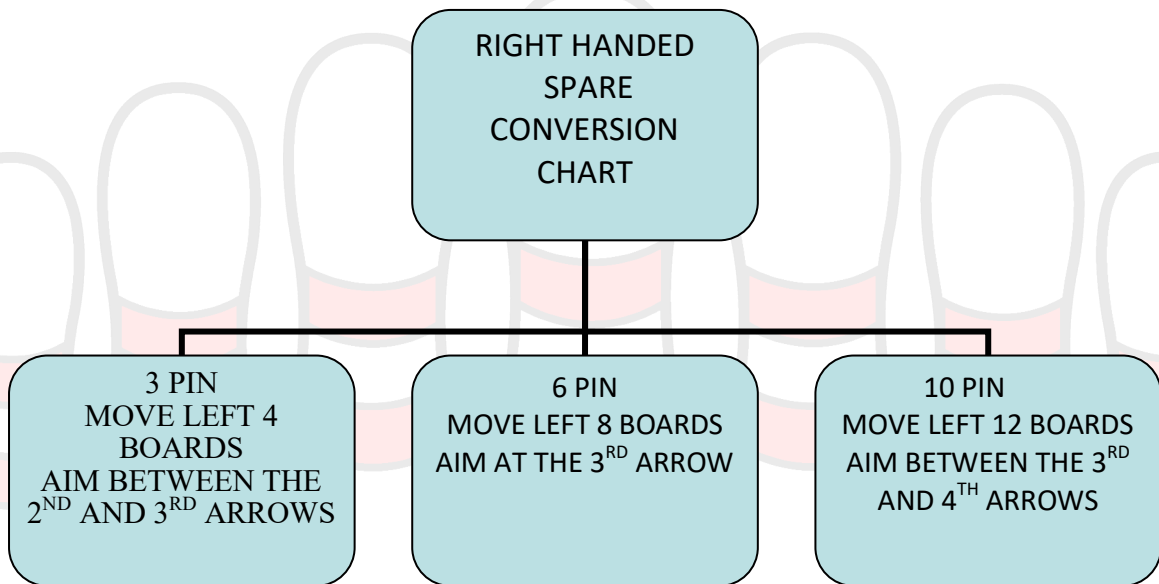 RIGHT HANDED
SPARE
CONVERSION
CHART
3 PIN
MOVE LEFT 4
BOARDS
AIM BETWEEN THE
2ND AND 3RD ARROWS
6 PIN
MOVE LEFT 8 BOARDS
AIM AT THE 3RD ARROW
10 PIN
MOVE LEFT 12 BOARDS
AIM BETWEEN THE 3RD
AND 4TH ARROWS